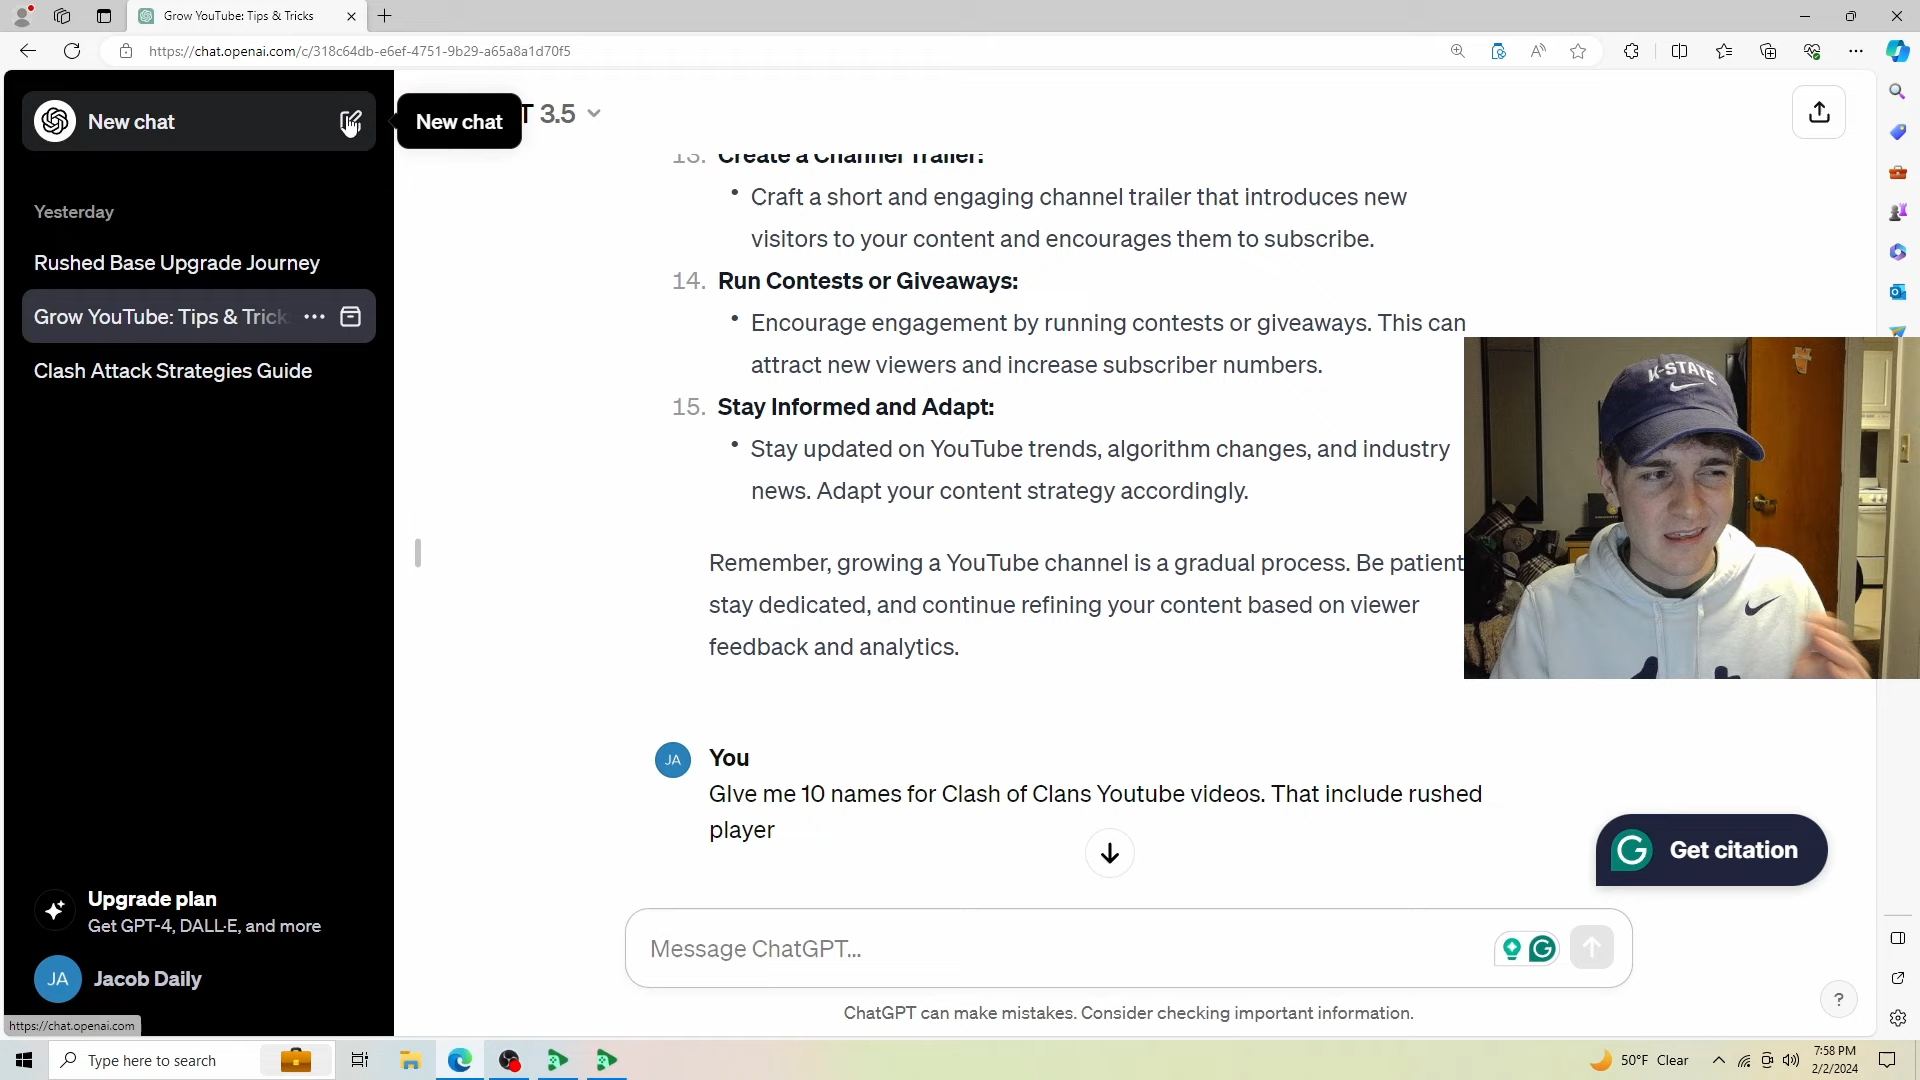 Grow YouTube: Tips & Tricks
https://chat.openai.com/c/318c64db-e6ef-4751-9b29-a65a8a1d70f5
New chat
New chat
T 3.5
Yesterday
Rushed Base Upgrade Journey
Grow YouTube: Tips & Trick
Clash Attack Strategies Guide
13. Create a Channel Trailer:
• Craft a short and engaging channel trailer that introduces new
visitors to your content and encourages them to subscribe.
14. Run Contests or Giveaways:
• Encourage engagement by running contests or giveaways. This can
attract new viewers and increase subscriber numbers.
15. Stay Informed and Adapt:
• Stay updated on YouTube trends, algorithm changes, and industry
news. Adapt your content strategy accordingly.
Remember, growing a YouTube channel is a gradual process. Be patient
stay dedicated, and continue refining your content based on viewer
feedback and analytics.
K-STATE
JA
You
GIve me 10 names for Clash of Clans Youtube videos. That include rushed
player
Get citation
Upgrade plan
Get GPT-4, DALL·E, and more
JA
Jacob Daily
Message ChatGPT...
ChatGPT can make mistakes. Consider checking important information.
?
https://chat.openai.com
Type here to search
50°F Clear
7:58 PM
2/2/2024